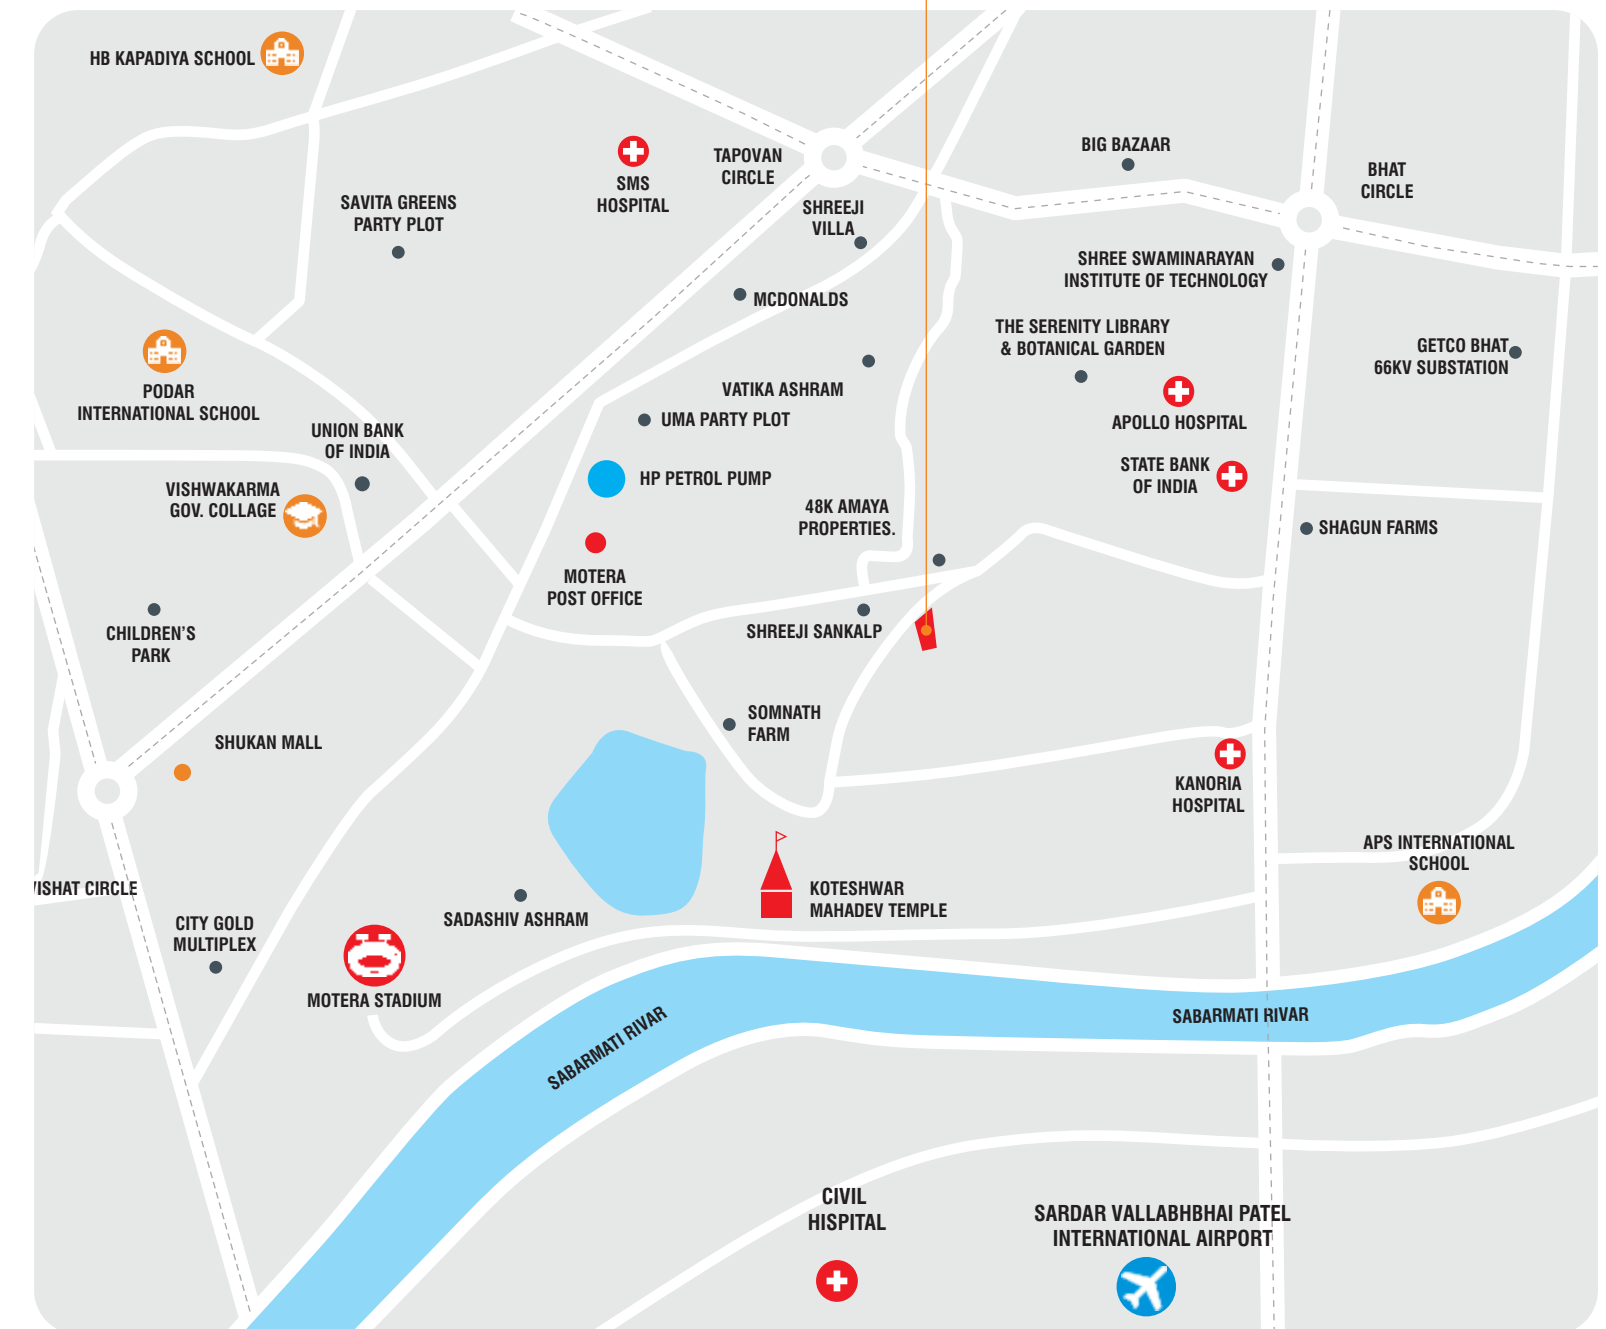 HB KAPADIYA SCHOOL
BIG BAZAAR
TAPOVAN
CIRCLE
SMS
HOSPITAL
BHAT
CIRCLE
SAVITA GREENS
PARTY PLOT
SHREEJI
VILLA
SHREE SWAMINARAYAN
INSTITUTE OF TECHNOLOGY
MCDONALDS
THE SERENITY LIBRARY
& BOTANICAL GARDEN
GETCO BHAT
66KV SUBSTATION
PODAR
INTERNATIONAL SCHOOL
VATIKA ASHRAM
UMA PARTY PLOT
APOLLO HOSPITAL
UNION BANK
OF INDIA
STATE BANK
OF INDIA
HP PETROL PUMP
VISHWAKARMA
GOV. COLLAGE
48K AMAYA
PROPERTIES.
SHAGUN FARMS
MOTERA
POST OFFICE
CHILDREN'S
PARK
SHREEJI SANKALP
SOMNATH
FARM
SHUKAN MALL
KANORIA
HOSPITAL
APS INTERNATIONAL
SCHOOL
VISHAT CIRCLE
KOTESHWAR
MAHADEV TEMPLE
SADASHIV ASHRAM
CITY GOLD
MULTIPLEX
MOTERA STADIUM
SABARMATI RIVAR
SABARMATI RIVAR
CIVIL
HISPITAL
SARDAR VALLABHBHAI PATEL
INTERNATIONAL AIRPORT